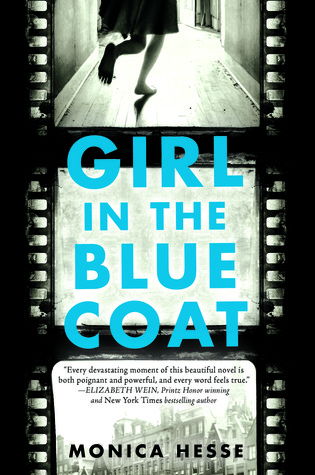 GIRL
IN THE
BLUE
COAT
“Every devastating moment of this beautiful novel is
both poignant and powerful, and every word feels true.”
—ELIZABETH WEIN, Printz Honor winning
and New York Times bestselling author
MONICA HESSE